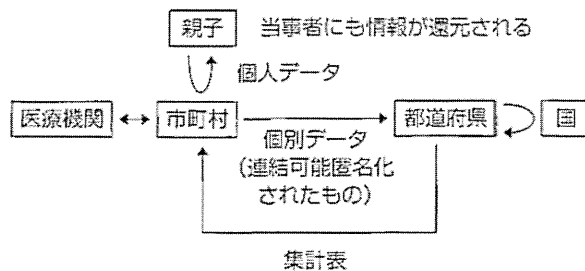 親子
当事者にも情報が還元される
個人データ
医療機関
市町村
都道府県
国
個別データ
(連結可能匿名化
されたもの)
集計表